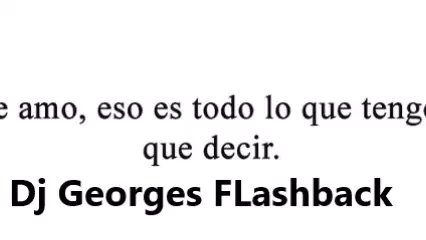 e amo, eso es todo lo que teng
que decir.
Dj Georges FLashback